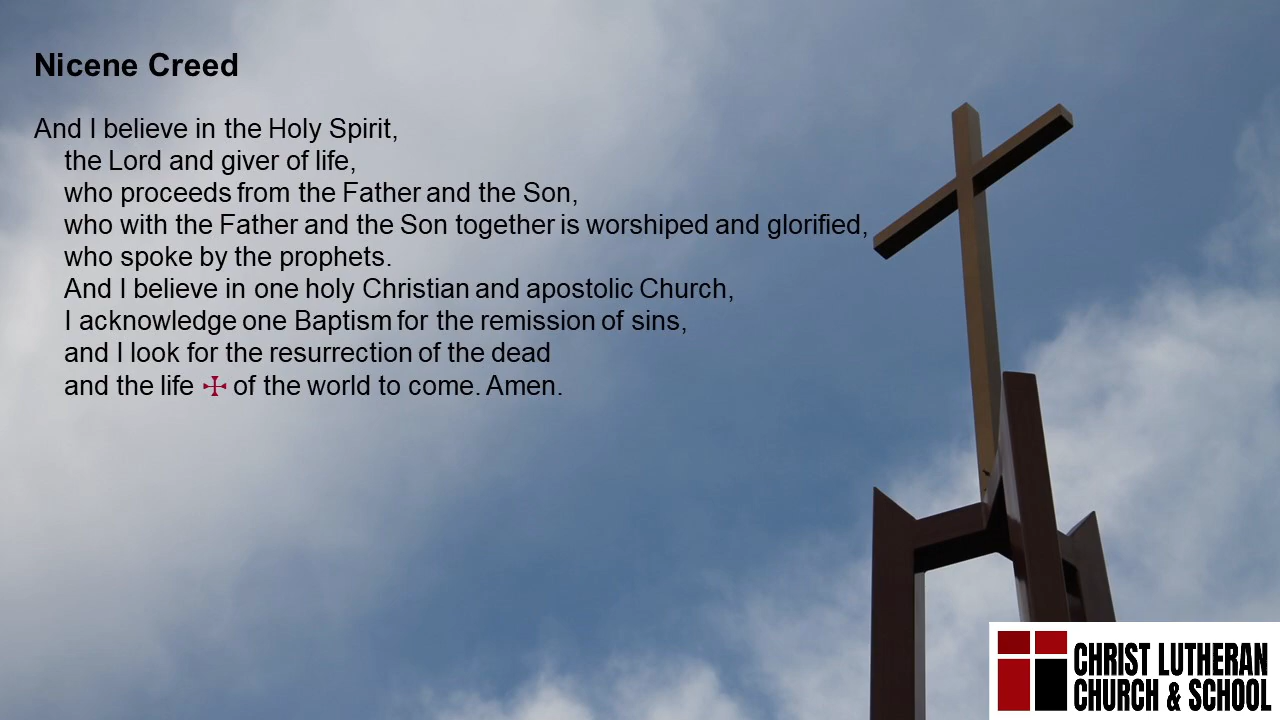 Nicene Creed
And I believe in the Holy Spirit,
the Lord and giver of life,
who proceeds from the Father and the Son,
who with the Father and the Son together is worshiped and glorified,
who spoke by the prophets.
And I believe in one holy Christian and apostolic Church,
I acknowledge one Baptism for the remission of sins,
and I look for the resurrection of the dead
and the life ☩ of the world to come. Amen.
CHRIST LUTHERAN
CHURCH & SCHOOL